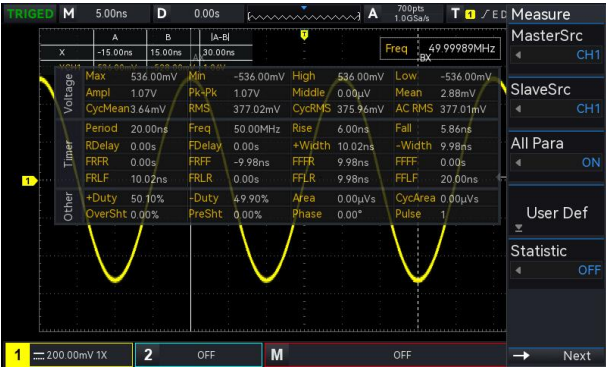 TRIGED M 5.00ns D 0.00s A 700pts 1.0GSa/s T 1 Measure
A B |A-B|
X -15.00ns 15.00ns 30.00ns
Freq 49.99989MHz
AX BX
Voltage
Max 536.00mV Min -536.00mV High 536.00mV Low -536.00mV
Ampl 1.07V Pk-Pk 1.07V Middle 0.00µV Mean 2.88mV
CycMean 3.64mV RMS 377.02mV CycRMS 375.96mV AC RMS 377.01mV
Timer
Period 20.00ns Freq 50.00MHz Rise 6.00ns Fall 5.86ns
RDelay 0.00s FDelay 0.00s +Width 10.02ns -Width 9.98ns
FRFR 0.00s FRFF -9.98ns FFFR 9.98ns FFFF 0.00s
FRLF 10.02ns FRLR 0.00s FFLR 9.98ns FFLF 20.00ns
Other
+Duty 50.10% -Duty 49.90% Area 0.00µVs CycArea 0.00µVs
OverSht 0.00% PreSht 0.00% Phase 0.00° Pulse 1
1
T
MasterSrc
CH1
SlaveSrc
CH1
All Para
ON
User Def
Statistic
OFF
1 200.00mV 1X 2 OFF M OFF → Next